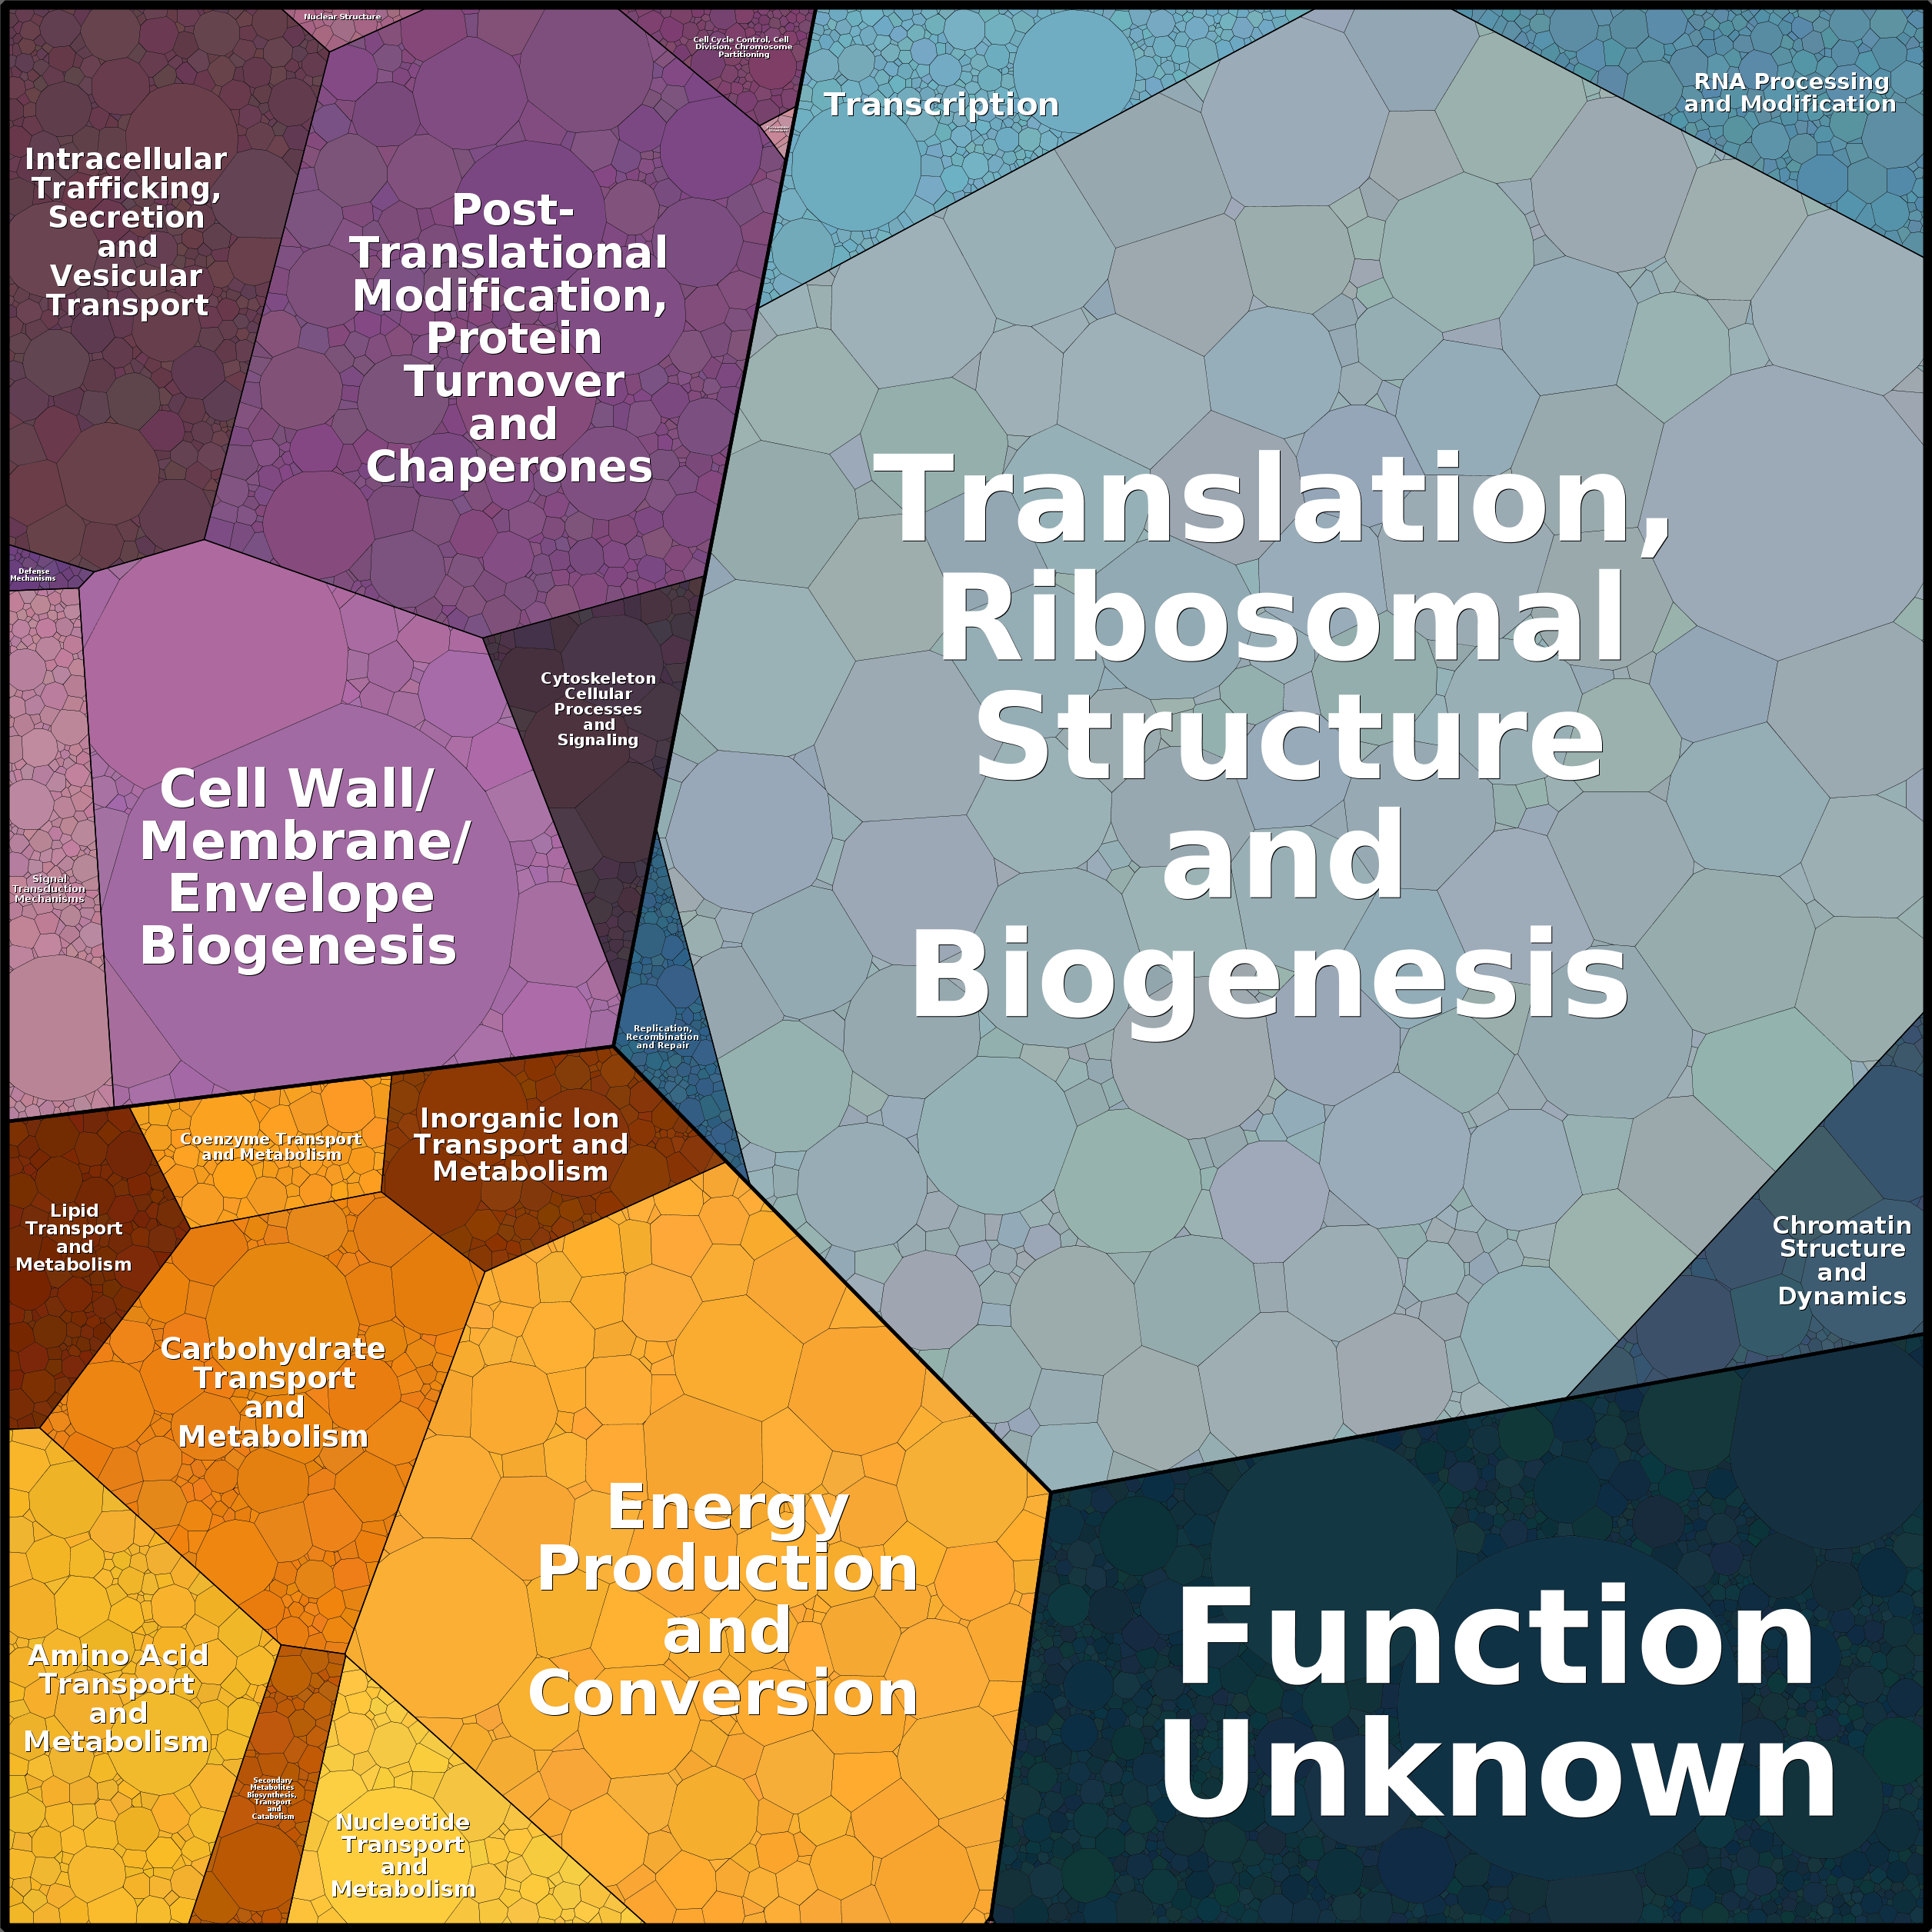 Nuclear Structure
Cell Cycle Control, Cell
Division, Chromosome
Partitioning
Transcription
RNA Processing
and Modification
Intracellular
Trafficking,
Secretion
and
Vesicular
Transport
Post-
Translational
Modification,
Protein
Turnover
and
Chaperones
Translation,
Ribosomal
Structure
and
Biogenesis
Defense
Mechanisms
Cytoskeleton
Cellular
Processes
and
Signaling
Cell Wall/
Membrane/
Envelope
Biogenesis
Signal
Transduction
Mechanisms
Replication,
Recombination
and Repair
Coenzyme Transport
and Metabolism
Inorganic Ion
Transport and
Metabolism
Lipid
Transport
and
Metabolism
Chromatin
Structure
and
Dynamics
Carbohydrate
Transport
and
Metabolism
Energy
Production
and
Conversion
Function
Unknown
Amino Acid
Transport
and
Metabolism
Secondary
Metabolites
Biosynthesis,
Transport
and
Catabolism
Nucleotide
Transport
and
Metabolism